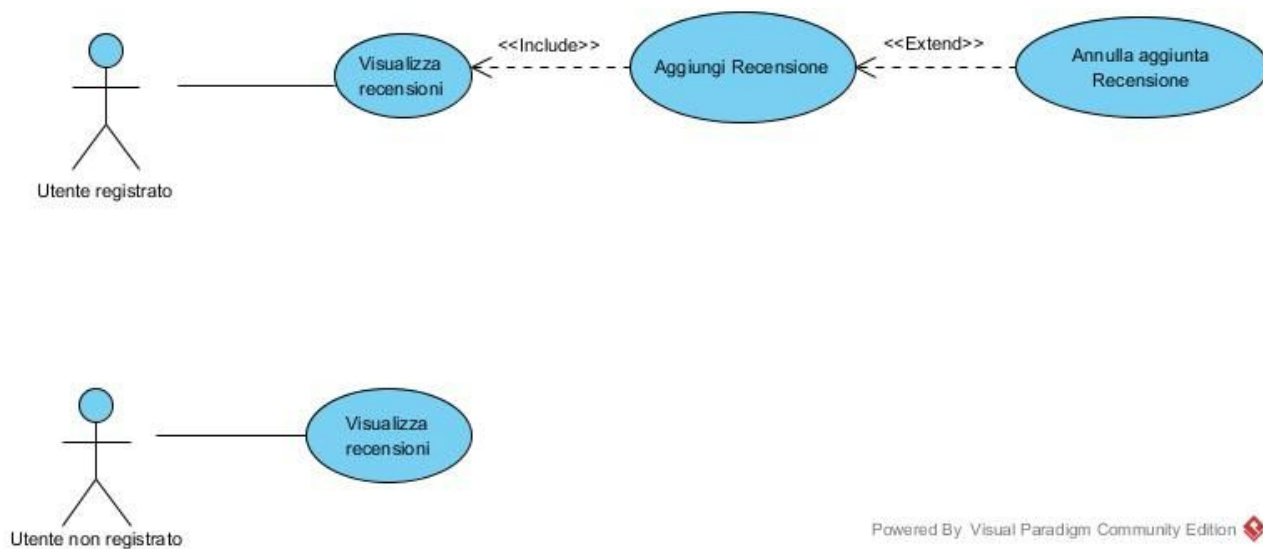 Visualizza
recensioni
<<Include>>
Aggiungi Recensione
<<Extend>>
Annulla aggiunta
Recensione
Utente registrato
Visualizza
recensioni
Utente non registrato
Powered By Visual Paradigm Community Edition